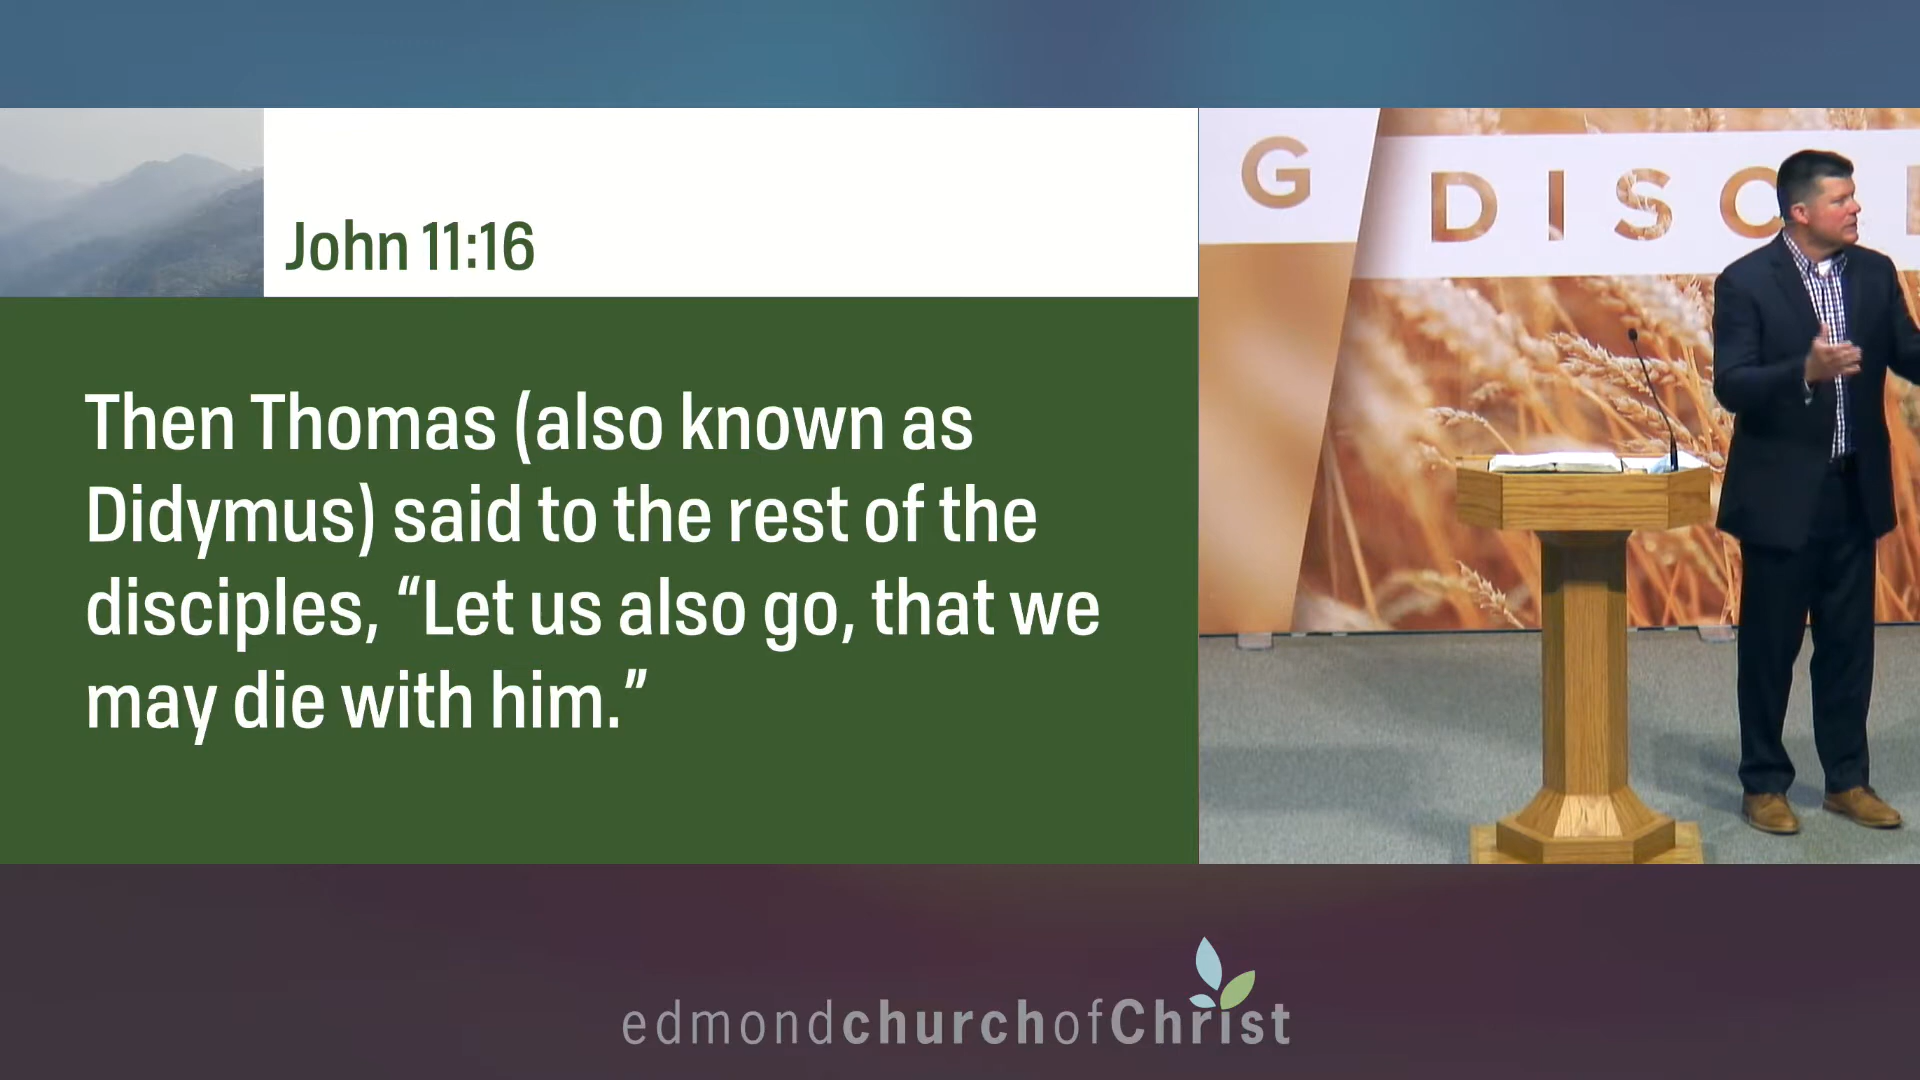 John 11:16
Then Thomas (also known as
Didymus) said to the rest of the
disciples, “Let us also go, that we
may die with him.”
G
DISC
edmondchurchofChrist